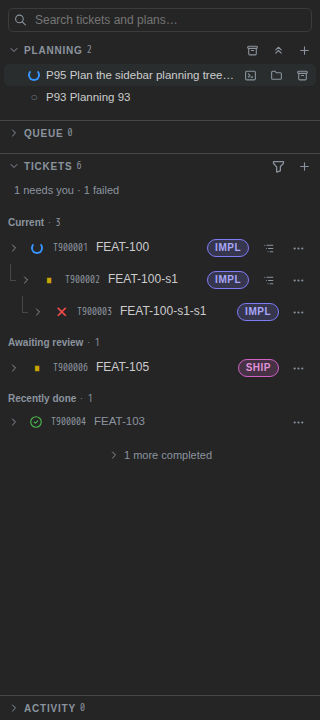 Search tickets and plans…
PLANNING 2
P95 Plan the sidebar planning tree…
P93 Planning 93
QUEUE 0
TICKETS 6
1 needs you · 1 failed
Current · 3
T900001 FEAT-100 IMPL
T900002 FEAT-100-s1 IMPL
T900003 FEAT-100-s1-s1 IMPL
Awaiting review · 1
T900006 FEAT-105 SHIP
Recently done · 1
T900004 FEAT-103
1 more completed
ACTIVITY 0